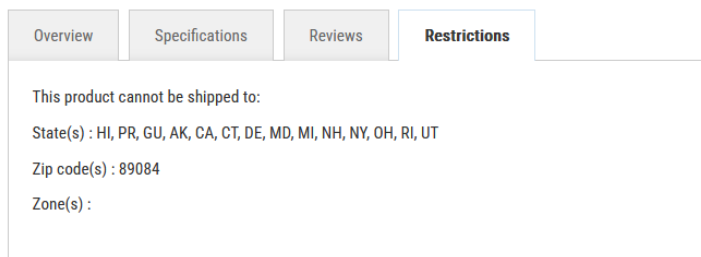 Overview Specifications Reviews Restrictions
This product cannot be shipped to:
State(s) : HI, PR, GU, AK, CA, CT, DE, MD, MI, NH, NY, OH, RI, UT
Zip code(s) : 89084
Zone(s) :